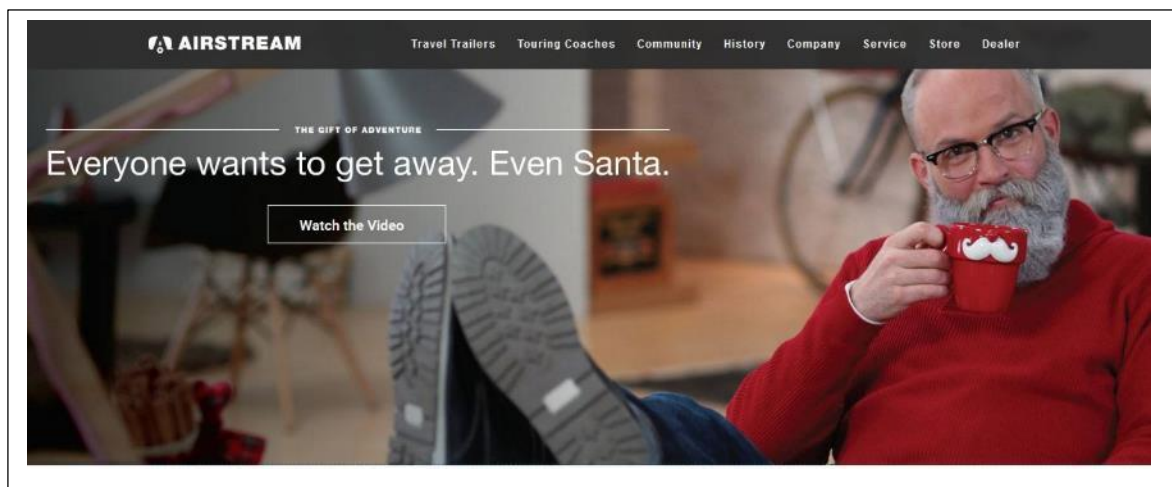 AIRSTREAM
Travel Trailers Touring Coaches Community History Company Service Store Dealer
THE GIFT OF ADVENTURE
Everyone wants to get away. Even Santa.
Watch the Video